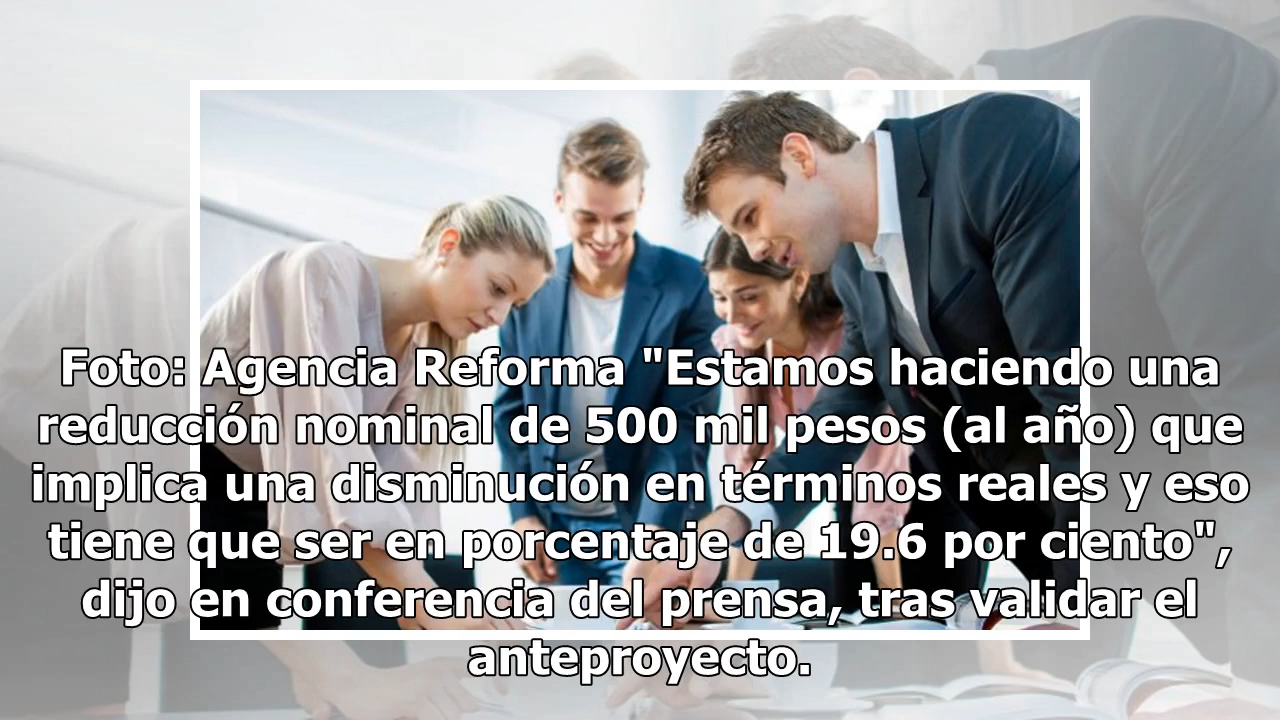 Foto: Agencia Reforma "Estamos haciendo una
reducción nominal de 500 mil pesos (al año) que
implica una disminución en términos reales y eso
tiene que ser en porcentaje de 19.6 por ciento",
dijo en conferencia del prensa, tras validar el
anteproyecto.